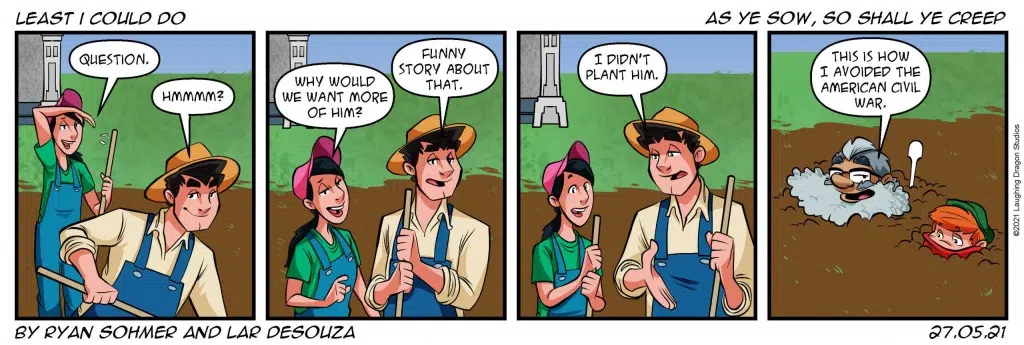 LEAST I COULD DO
AS YE SOW, SO SHALL YE CREEP
QUESTION.
HMMMM?
WHY WOULD
WE WANT MORE
OF HIM?
FUNNY
STORY ABOUT
THAT.
I DIDN'T
PLANT HIM.
THIS IS HOW
I AVOIDED THE
AMERICAN CIVIL
WAR.
©2021 Laughing Dragon Studios
BY RYAN SOHMER AND LAR DESOUZA
27.05.21